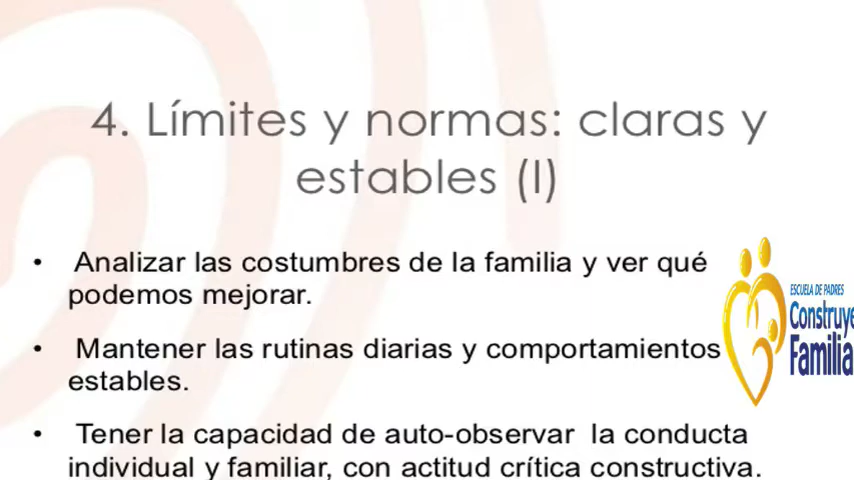 4. Límites y normas: claras y
estables (I)
• Analizar las costumbres de la familia y ver qué
podemos mejorar.
• Mantener las rutinas diarias y comportamientos
estables.
• Tener la capacidad de auto-observar la conducta
individual y familiar, con actitud crítica constructiva.
ESCUELA DE PADRES
Construye
Familia